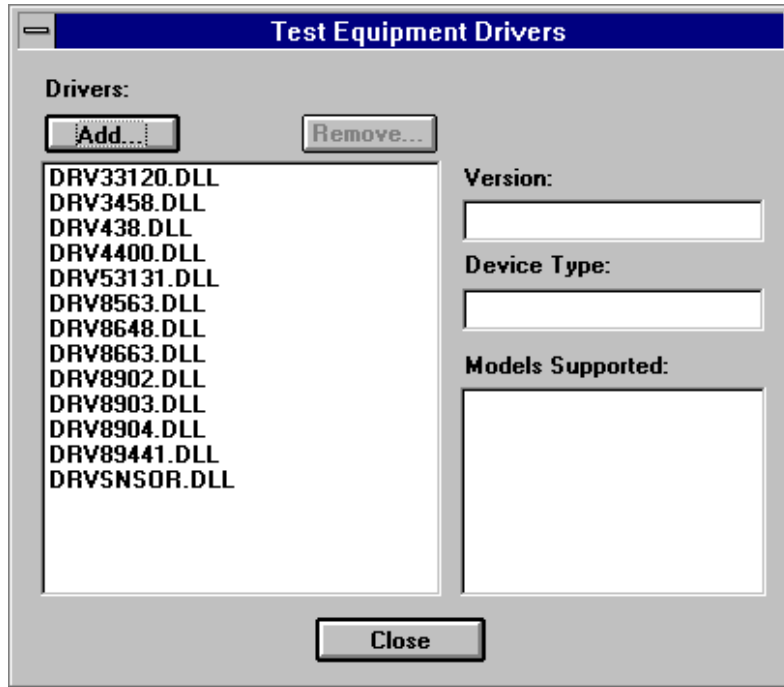 Test Equipment Drivers
Drivers:
Add...
Remove...
DRV33120.DLL
DRV3458.DLL
DRV438.DLL
DRV4400.DLL
DRV53131.DLL
DRV8563.DLL
DRV8648.DLL
DRV8663.DLL
DRV8902.DLL
DRV8903.DLL
DRV8904.DLL
DRV89441.DLL
DRVSNSOR.DLL
Version:
Device Type:
Models Supported:
Close